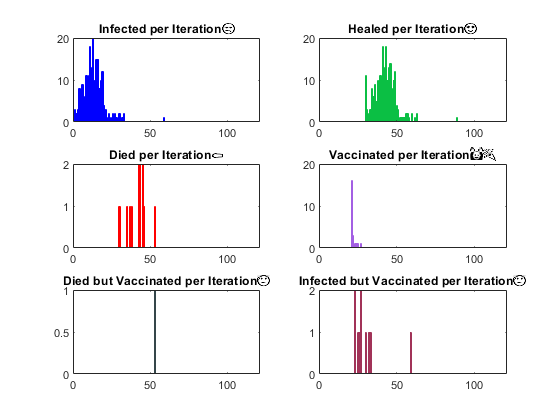 Infected per Iteration😑 Healed per Iteration🙂
20 20
10 10
0 0
0 50 100 0 50 100
Died per Iteration⚰ Vaccinated per Iteration🎉
2 20
1 10
0 0
0 50 100 0 50 100
Died but Vaccinated per Iteration🙁 Infected but Vaccinated per Iteration🙁
1 2
0.5 1
0 0
0 50 100 0 50 100